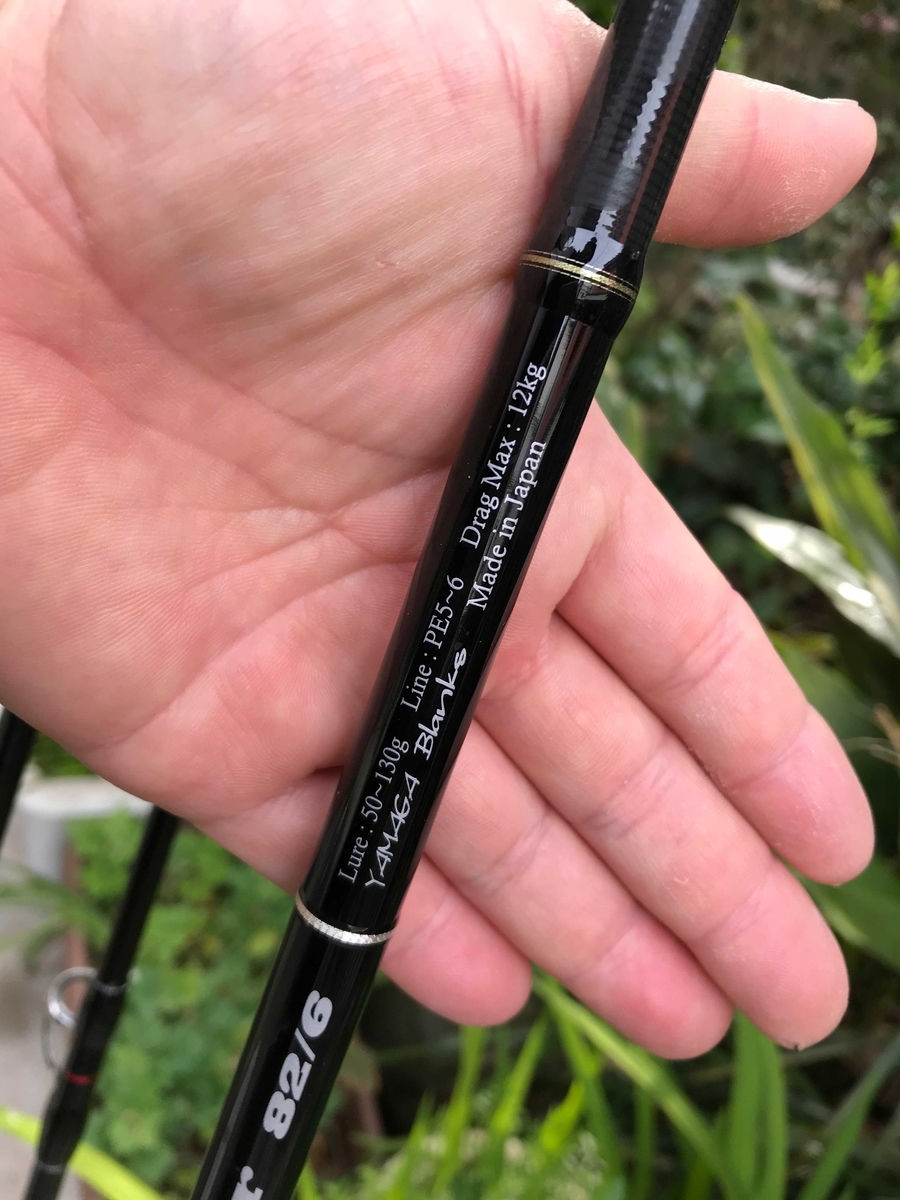 Lure : 50~130g Line : PE5~6 Drag Max : 12kg
YAMAGA Blanks Made in Japan
r 82/6